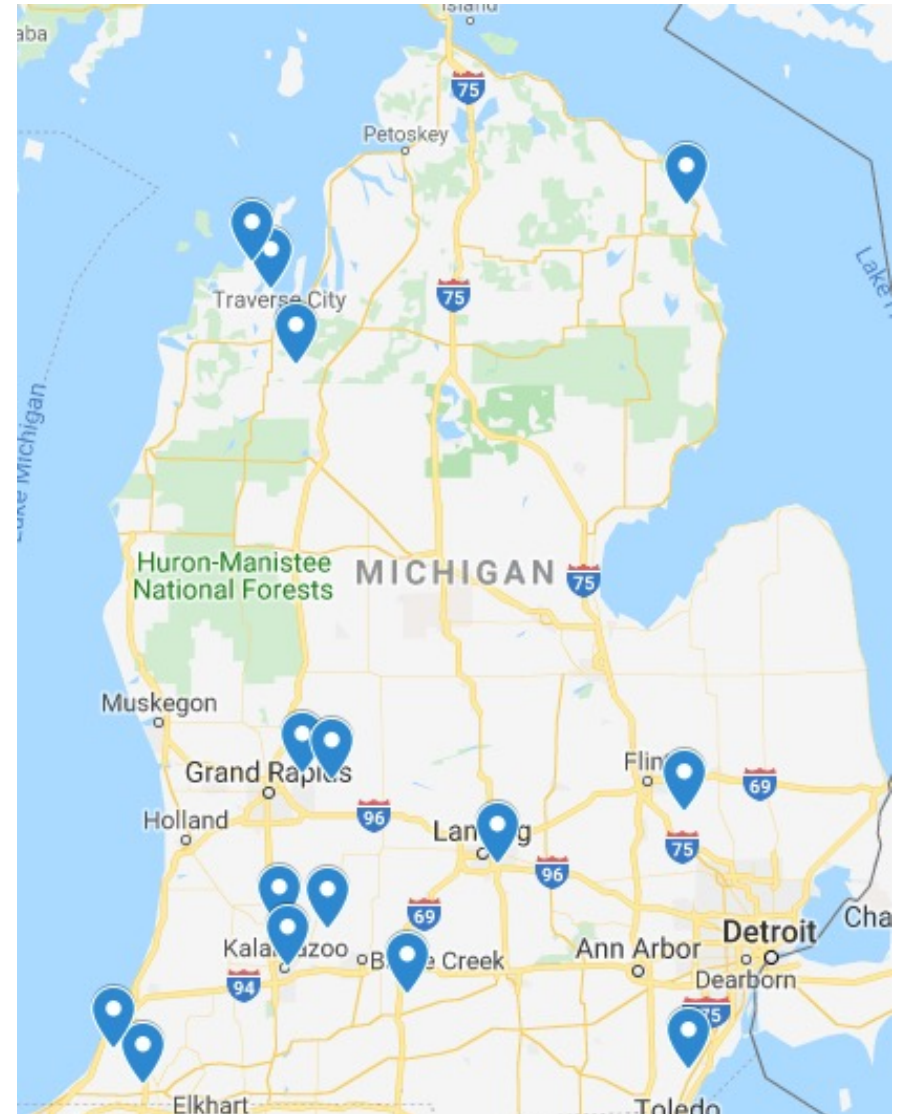 Island
aba
75
Petoskey
Lake
Traverse City
75
Lake Michigan
Huron-Manistee
National Forests
MICHIGAN
75
Muskegon
Grand Rapids
Flint
69
Holland
96
Lansing
75
96
69
Cha
Kalamazoo
Detroit
Ann Arbor
Creek
94
Dearborn
75
Elkhart
Toledo